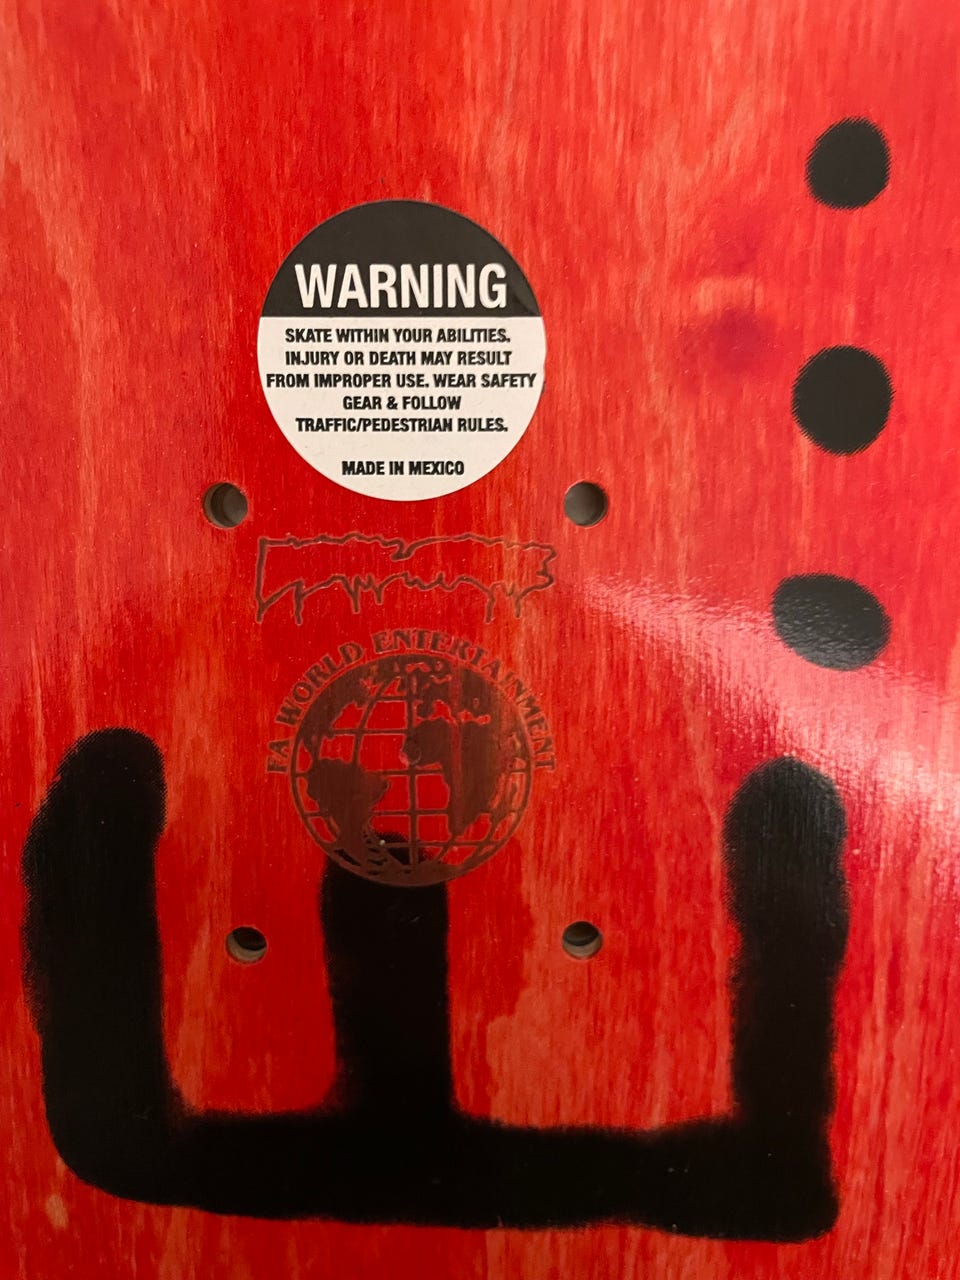 WARNING
SKATE WITHIN YOUR ABILITIES.
INJURY OR DEATH MAY RESULT
FROM IMPROPER USE. WEAR SAFETY
GEAR & FOLLOW
TRAFFIC/PEDESTRIAN RULES.
MADE IN MEXICO
FA WORLD ENTERTAINMENT
E